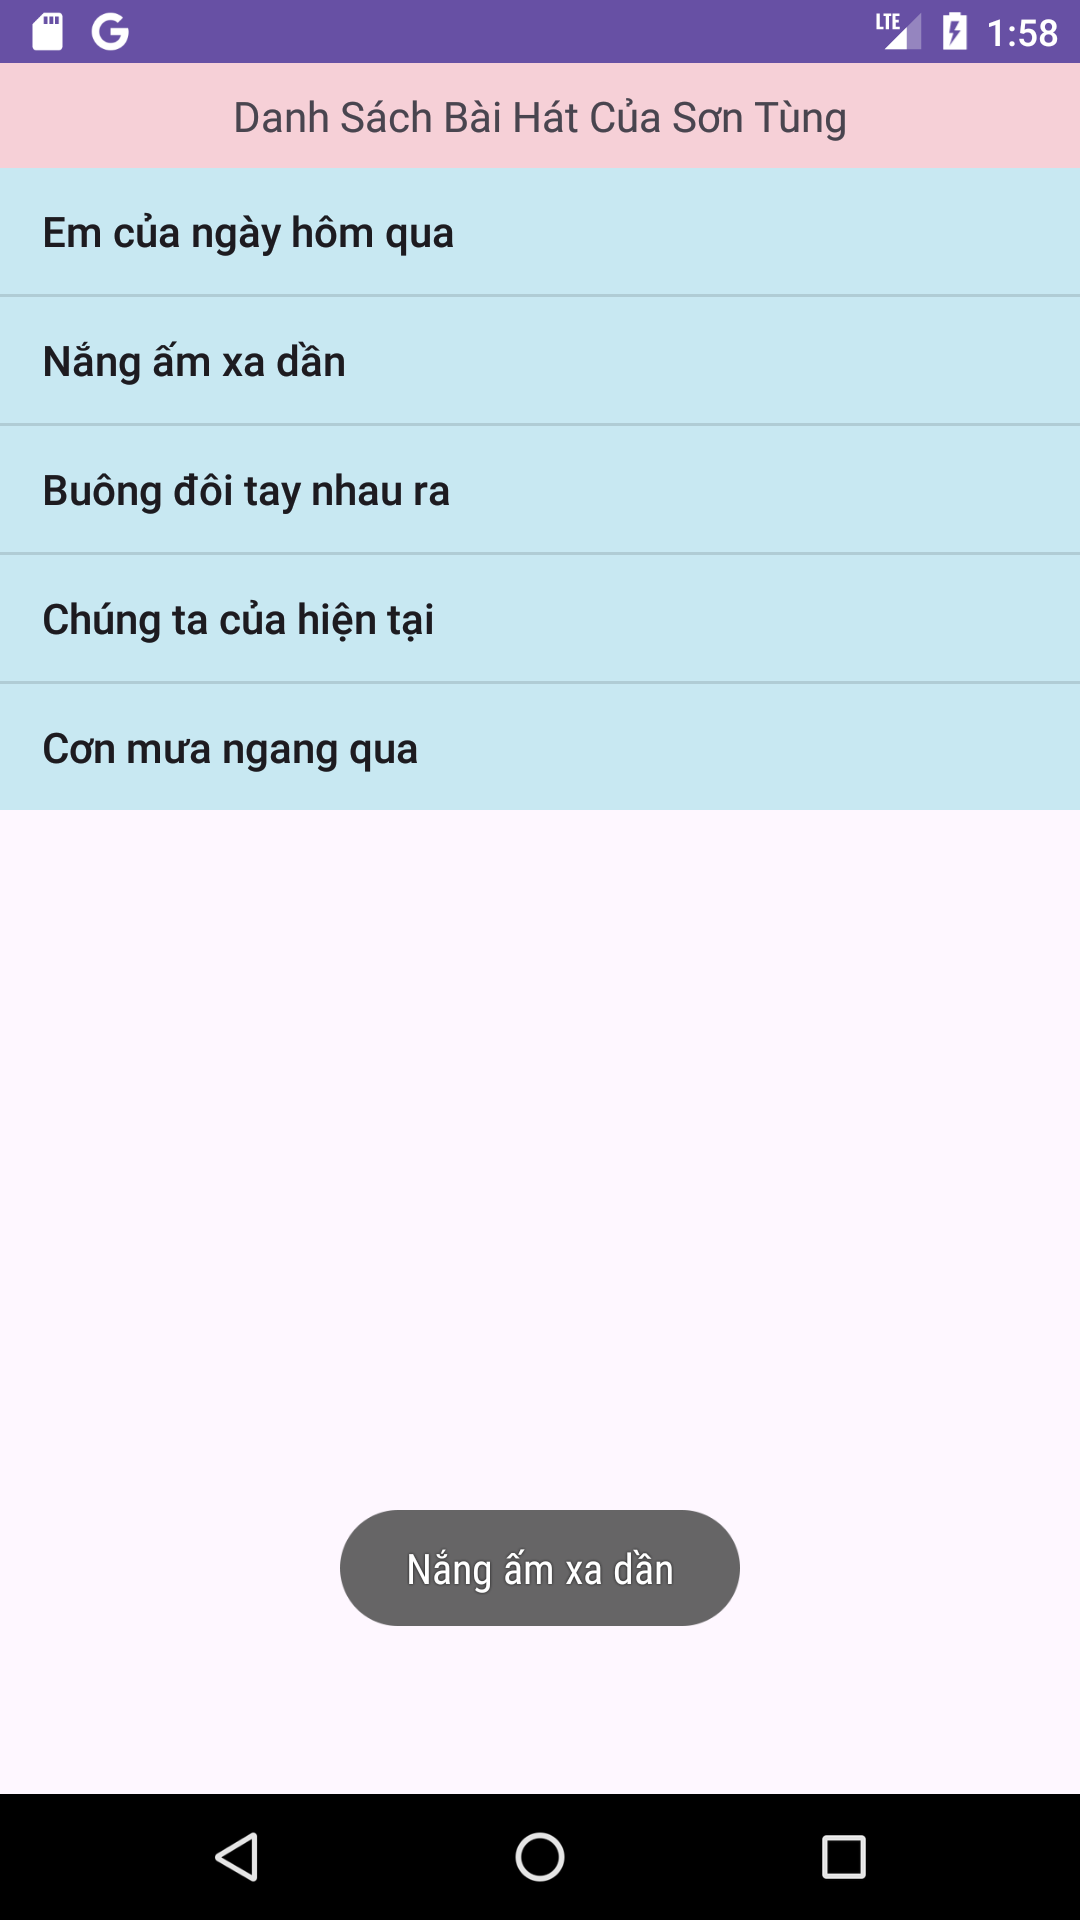 LTE 1:58
Danh Sách Bài Hát Của Sơn Tùng
Em của ngày hôm qua
Nắng ấm xa dần
Buông đôi tay nhau ra
Chúng ta của hiện tại
Cơn mưa ngang qua
Nắng ấm xa dần